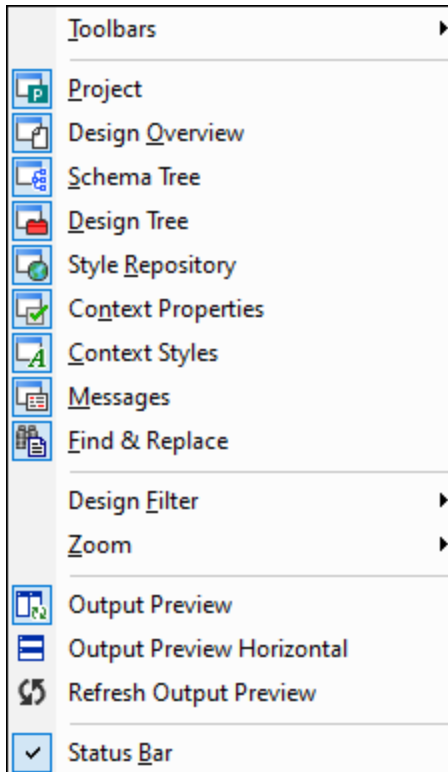 Toolbars
Project
Design Overview
Schema Tree
Design Tree
Style Repository
Context Properties
Context Styles
Messages
Find & Replace
Design Filter
Zoom
Output Preview
Output Preview Horizontal
Refresh Output Preview
Status Bar